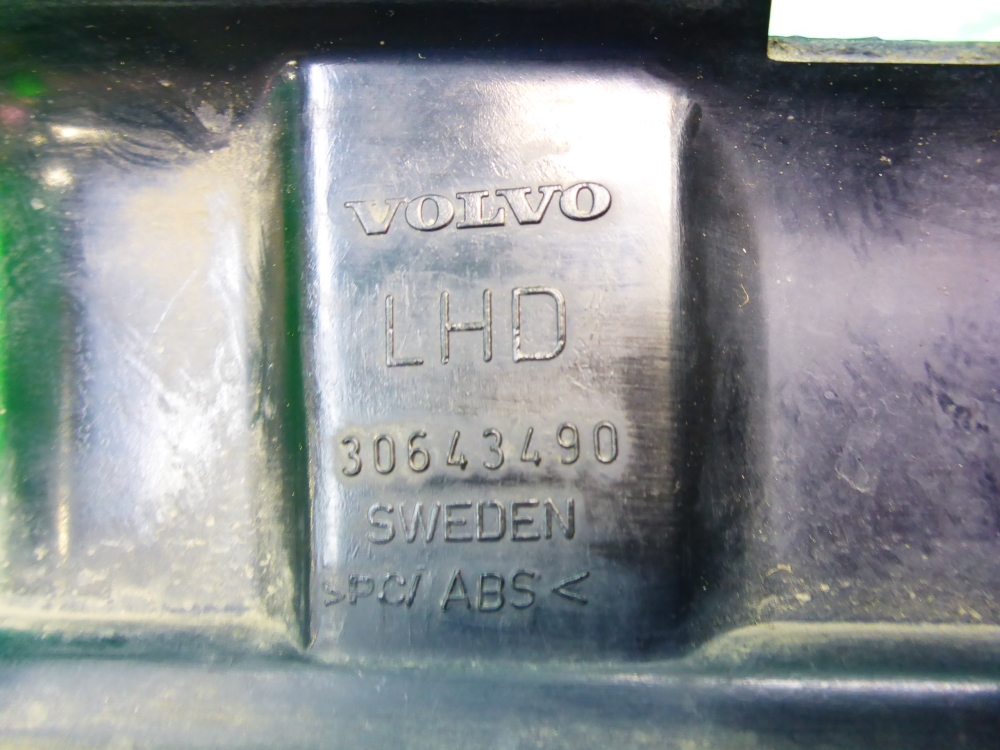 VOLVO
LHD
30643490
SWEDEN
>PC/ABS<